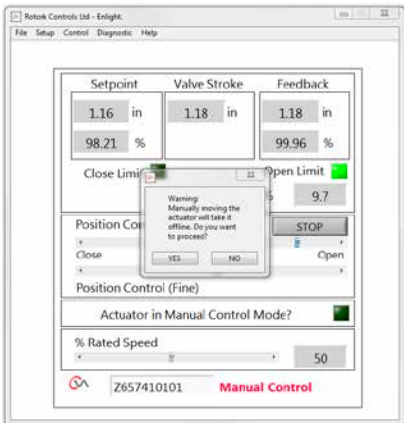 Rotork Controls Ltd - Enlight.
File Setup Control Diagnostic Help
Setpoint Valve Stroke Feedback
1.16 in 1.18 in 1.18 in
98.21 % 99.96 %
Close Limit Open Limit
9.7
Warning:
Manually moving the
actuator will take it
offline. Do you want
to proceed?
YES NO
Position STOP
Close Open
Position Control (Fine)
Actuator in Manual Control Mode?
% Rated Speed
50
Z657410101 Manual Control